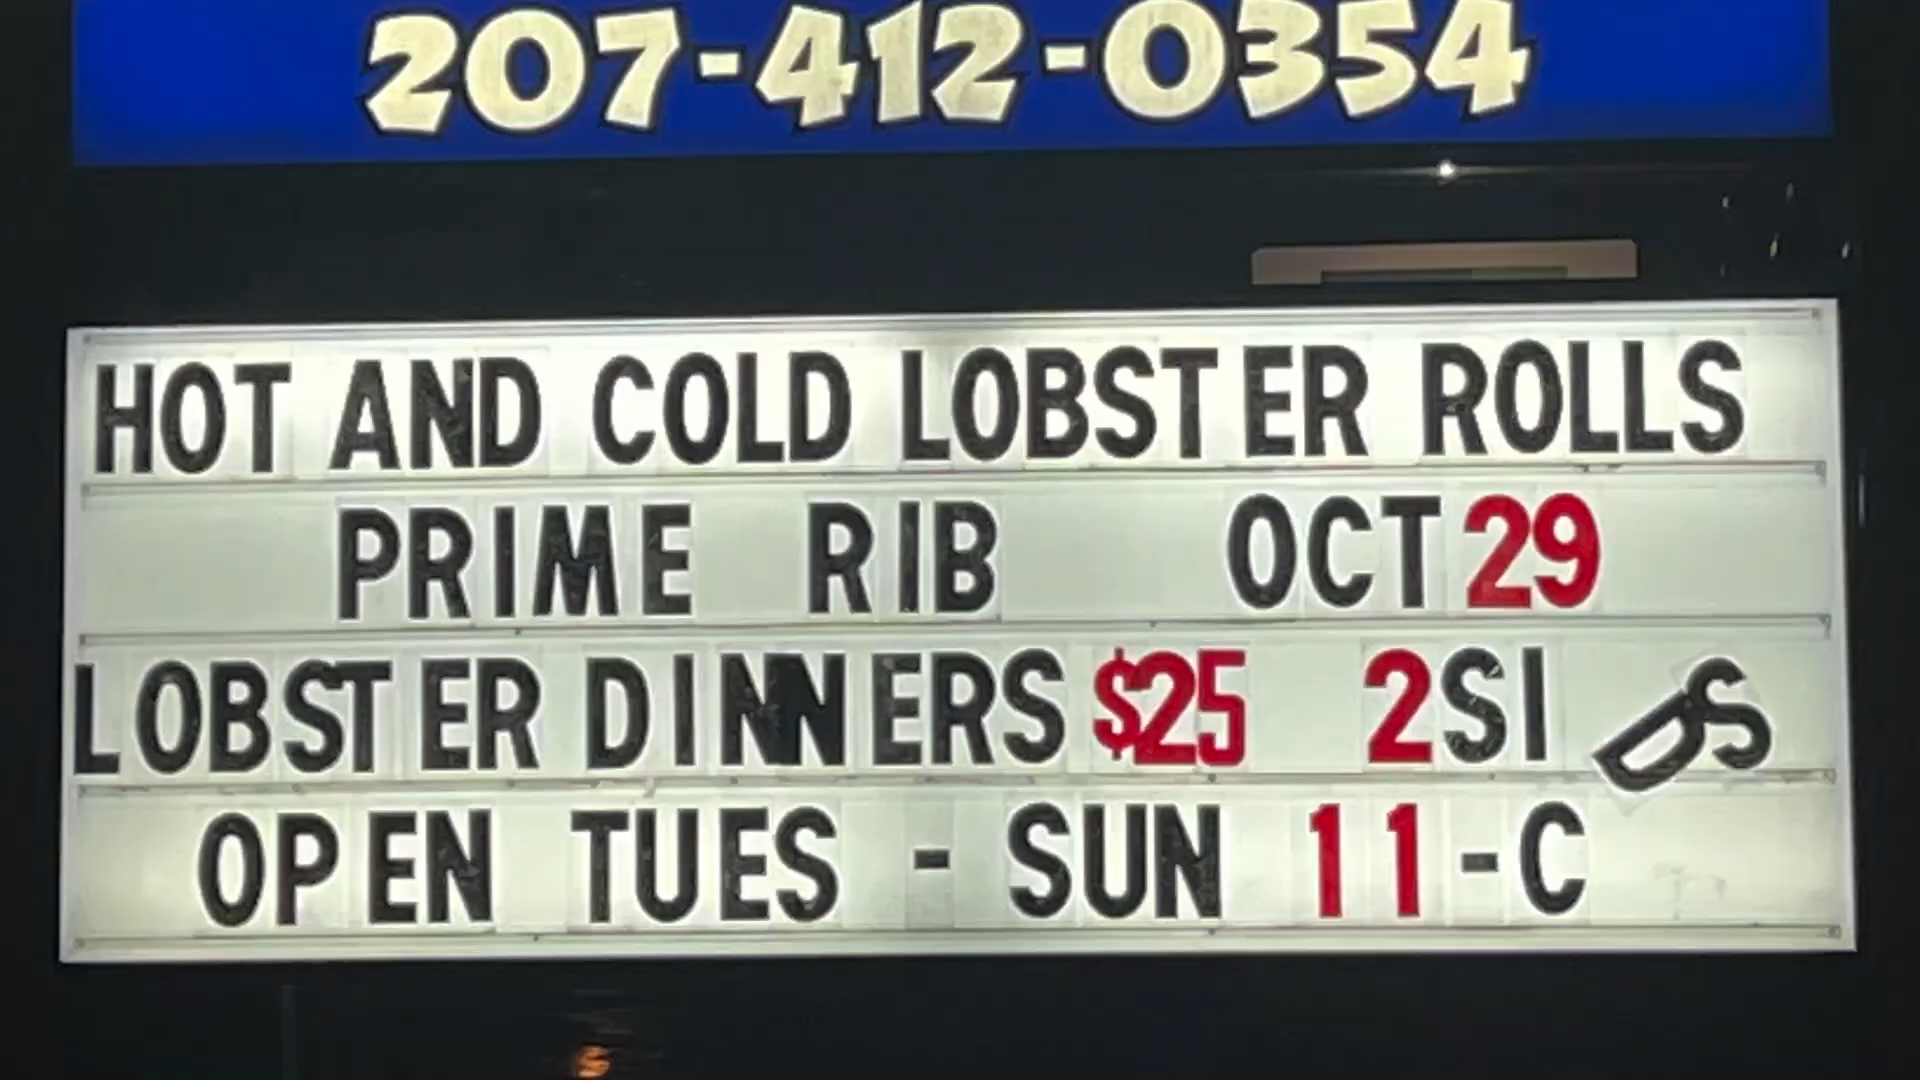 207-412-0354
HOT AND COLD LOBSTER ROLLS
PRIME RIB OCT 29
LOBSTER DINNERS $25 2SI DS
OPEN TUES - SUN 11-C